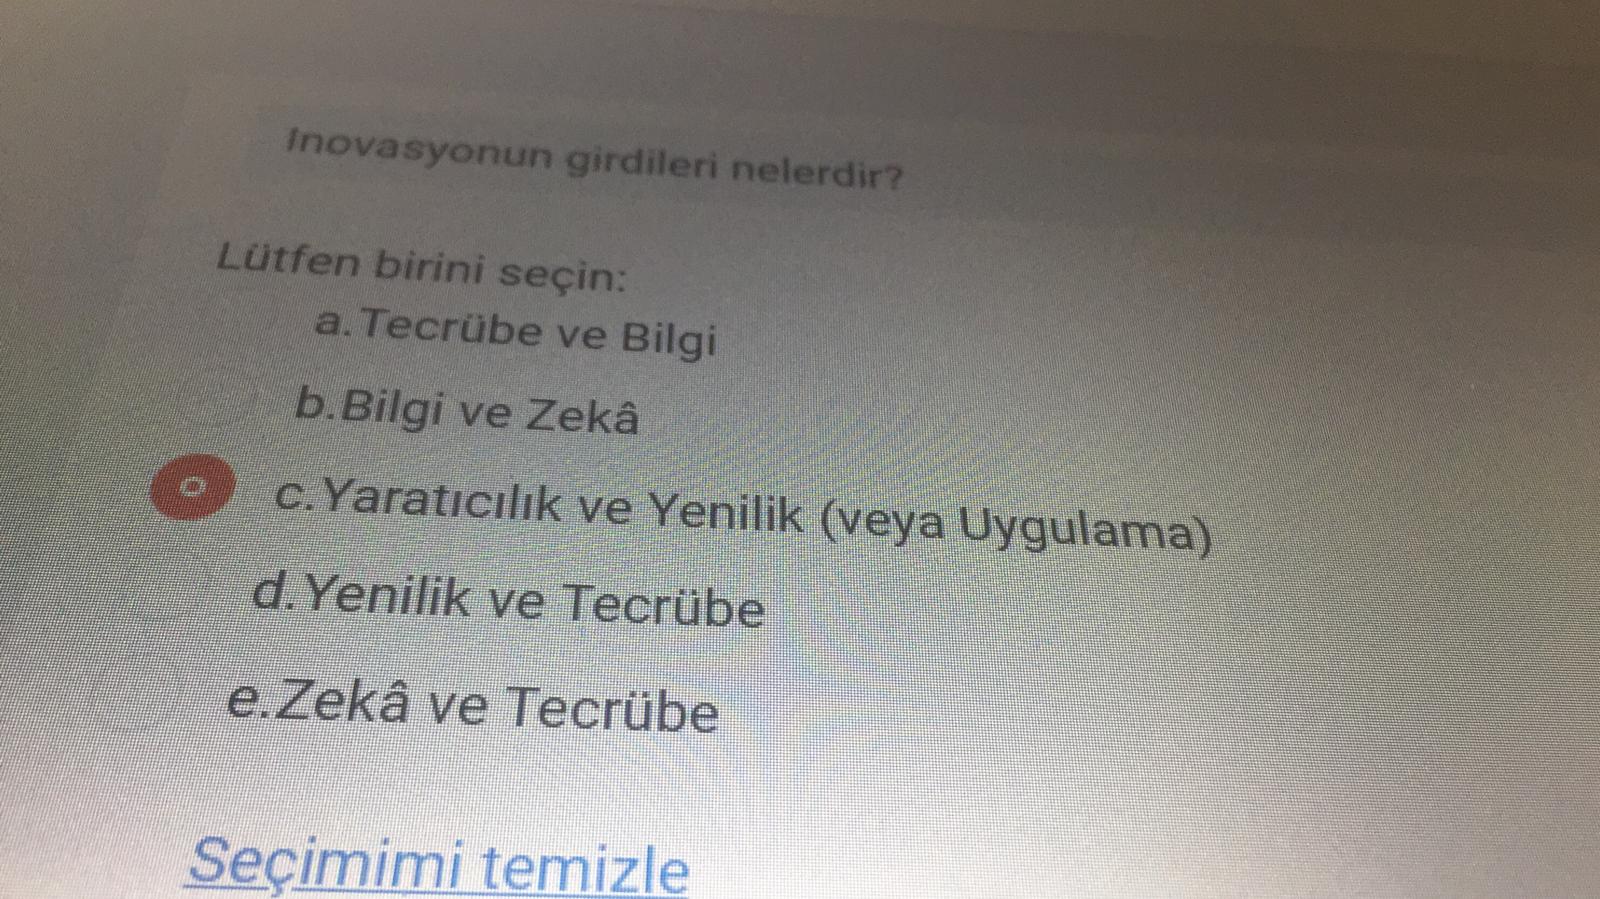 Inovasyonun girdileri nelerdir?
Lütfen birini seçin:
a. Tecrübe ve Bilgi
b. Bilgi ve Zekâ
c. Yaratıcılık ve Yenilik (veya Uygulama)
d. Yenilik ve Tecrübe
e. Zekâ ve Tecrübe
Seçimimi temizle